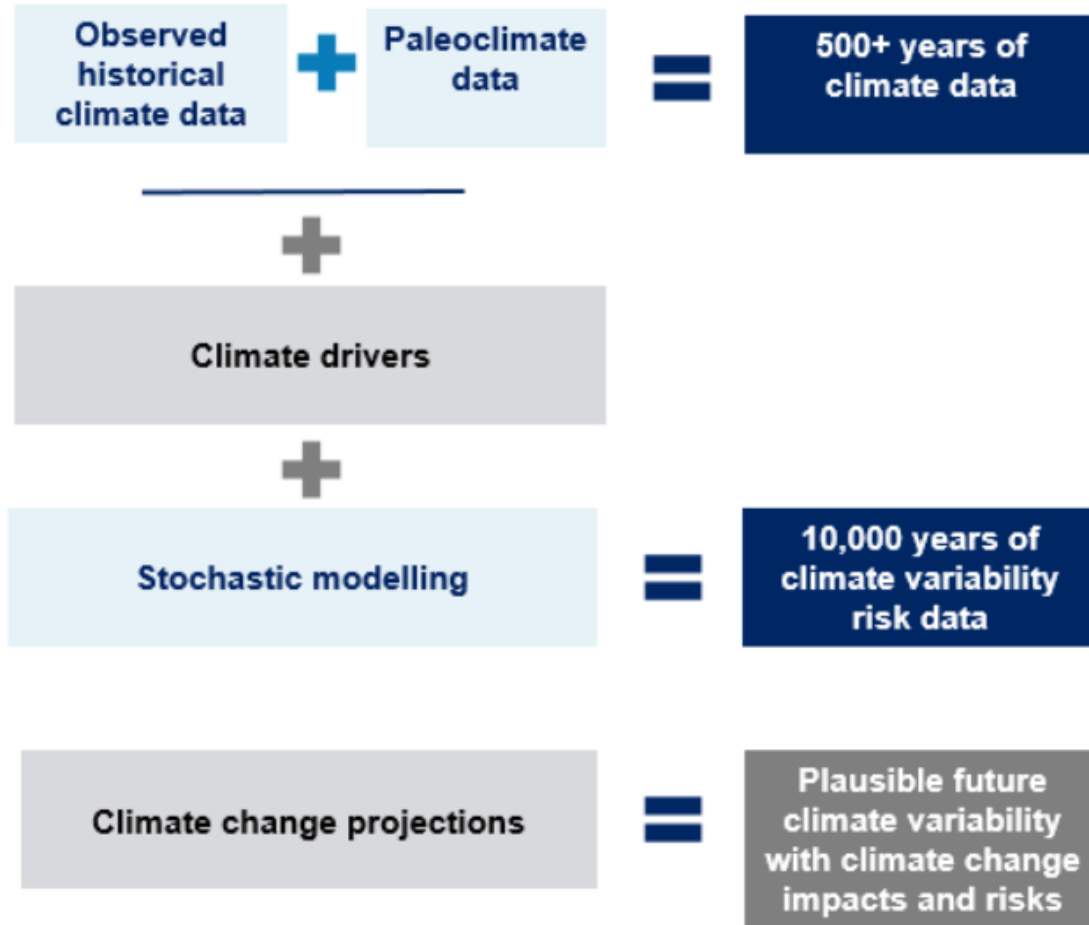 Observed
historical
climate data
Paleoclimate
data
500+ years of
climate data
Climate drivers
Stochastic modelling
10,000 years of
climate variability
risk data
Climate change projections
Plausible future
climate variability
with climate change
impacts and risks